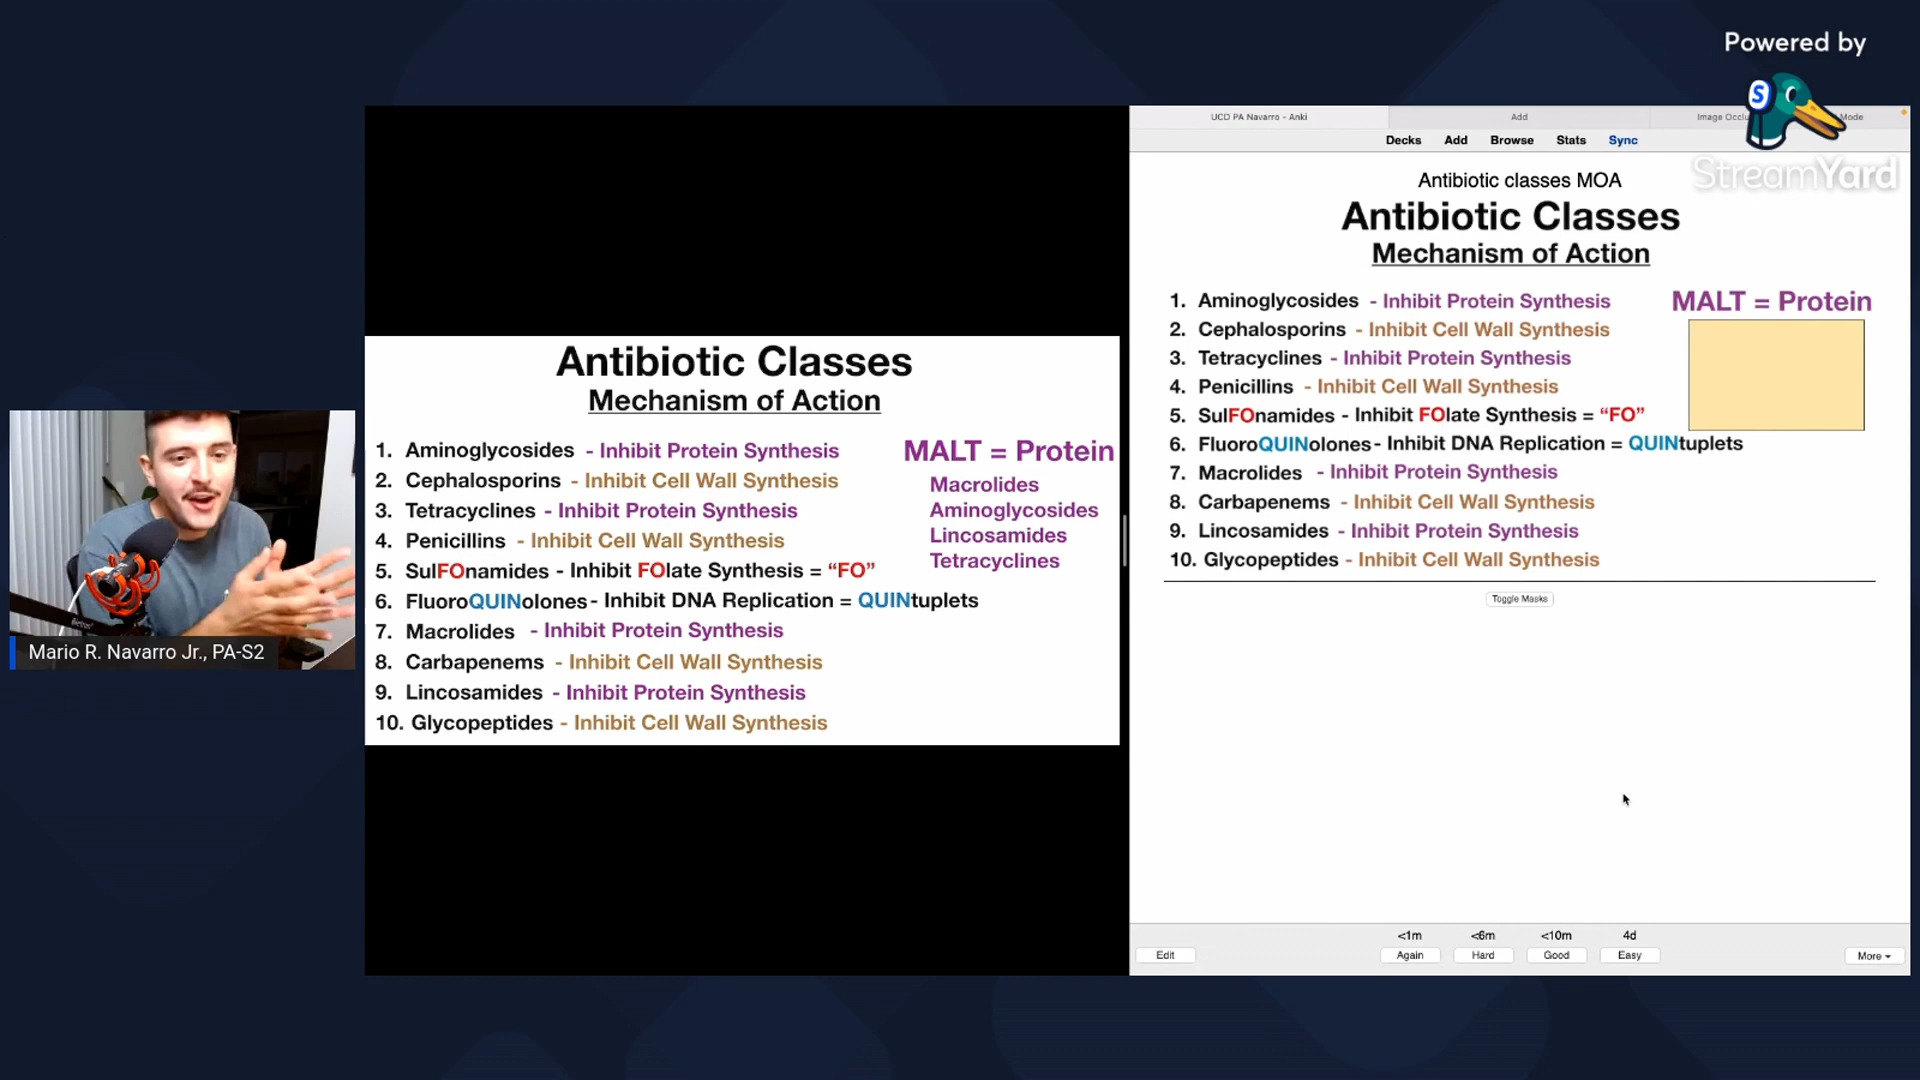 Powered by
StreamYard
Mario R. Navarro Jr., PA-S2
Antibiotic Classes
Mechanism of Action
1. Aminoglycosides - Inhibit Protein Synthesis
2. Cephalosporins - Inhibit Cell Wall Synthesis
3. Tetracyclines - Inhibit Protein Synthesis
4. Penicillins - Inhibit Cell Wall Synthesis
5. SulFOnamides - Inhibit FOlate Synthesis = “FO”
6. FluoroQUINolones - Inhibit DNA Replication = QUINtuplets
7. Macrolides - Inhibit Protein Synthesis
8. Carbapenems - Inhibit Cell Wall Synthesis
9. Lincosamides - Inhibit Protein Synthesis
10. Glycopeptides - Inhibit Cell Wall Synthesis
MALT = Protein
Macrolides
Aminoglycosides
Lincosamides
Tetracyclines
UCD PA Navarro - Anki
Add
Image Mode
Decks Add Browse Stats Sync
Antibiotic classes MOA
Antibiotic Classes
Mechanism of Action
1. Aminoglycosides - Inhibit Protein Synthesis
2. Cephalosporins - Inhibit Cell Wall Synthesis
3. Tetracyclines - Inhibit Protein Synthesis
4. Penicillins - Inhibit Cell Wall Synthesis
5. SulFOnamides - Inhibit FOlate Synthesis = “FO”
6. FluoroQUINolones - Inhibit DNA Replication = QUINtuplets
7. Macrolides - Inhibit Protein Synthesis
8. Carbapenems - Inhibit Cell Wall Synthesis
9. Lincosamides - Inhibit Protein Synthesis
10. Glycopeptides - Inhibit Cell Wall Synthesis
MALT = Protein
Toggle Masks
<1m <6m <10m 4d
Edit Again Hard Good Easy More